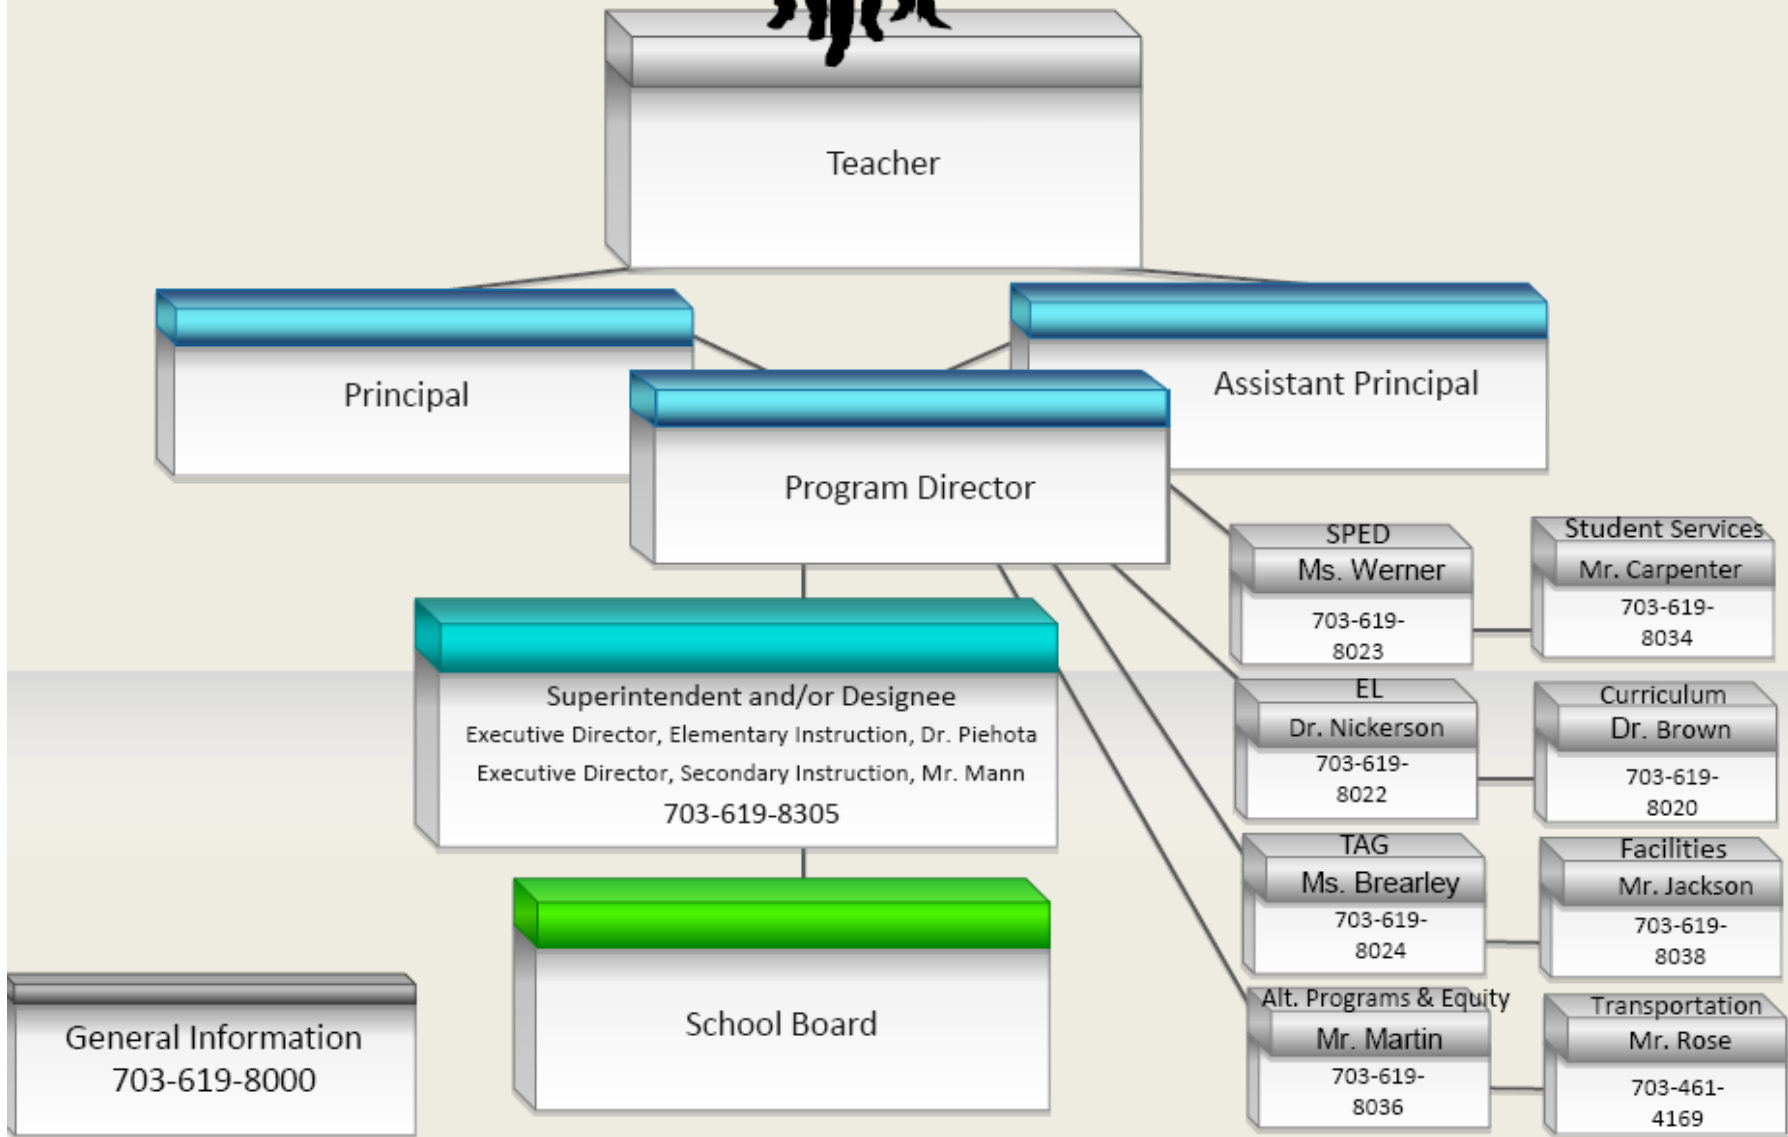 Teacher
Principal
Assistant Principal
Program Director
SPED
Ms. Werner
703-619-
8023
Student Services
Mr. Carpenter
703-619-
8034
Superintendent and/or Designee
Executive Director, Elementary Instruction, Dr. Piehota
Executive Director, Secondary Instruction, Mr. Mann
703-619-8305
EL
Dr. Nickerson
703-619-
8022
Curriculum
Dr. Brown
703-619-
8020
TAG
Ms. Brearley
703-619-
8024
Facilities
Mr. Jackson
703-619-
8038
School Board
General Information
703-619-8000
Alt. Programs & Equity
Mr. Martin
703-619-
8036
Transportation
Mr. Rose
703-461-
4169